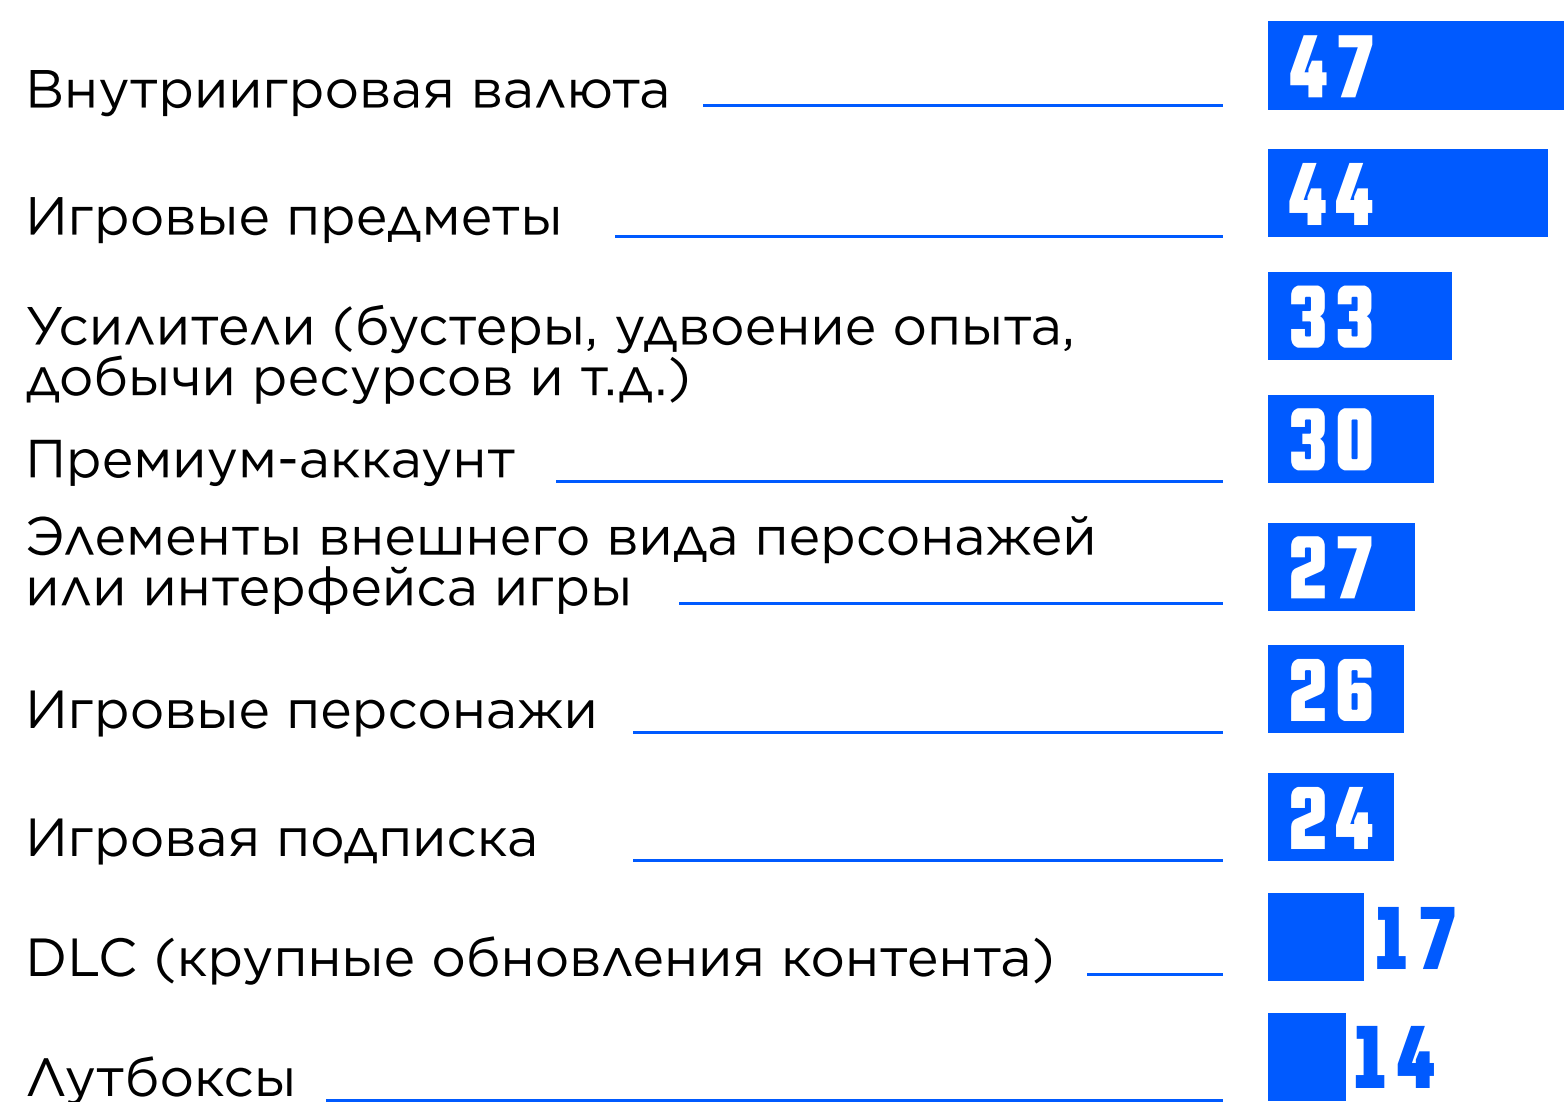 Внутриигровая валюта 47
Игровые предметы 44
Усилители (бустеры, удвоение опыта, 33
добычи ресурсов и т.д.)
Премиум-аккаунт 30
Элементы внешнего вида персонажей
или интерфейса игры 27
Игровые персонажи 26
Игровая подписка 24
DLC (крупные обновления контента) 17
Лутбоксы 14